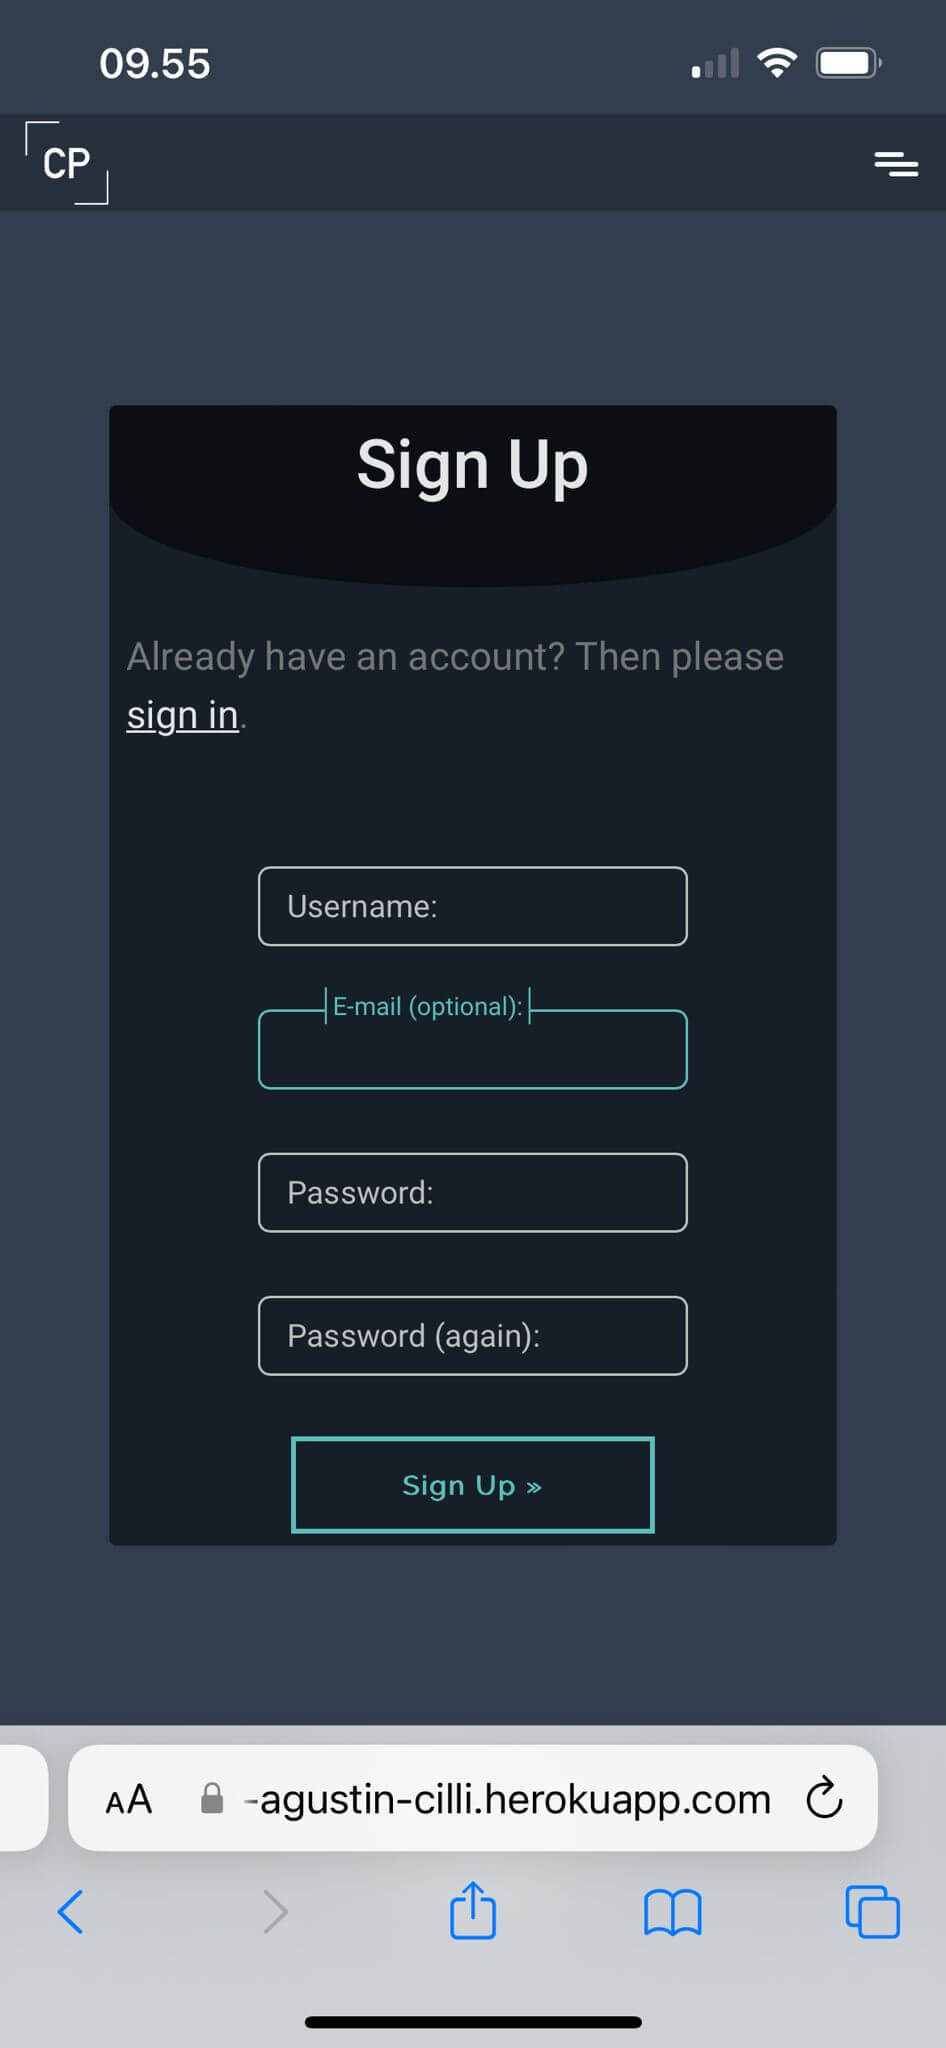 09.55
CP
Sign Up
Already have an account? Then please
sign in.
Username:
E-mail (optional):
Password:
Password (again):
Sign Up »
AA -agustin-cilli.herokuapp.com